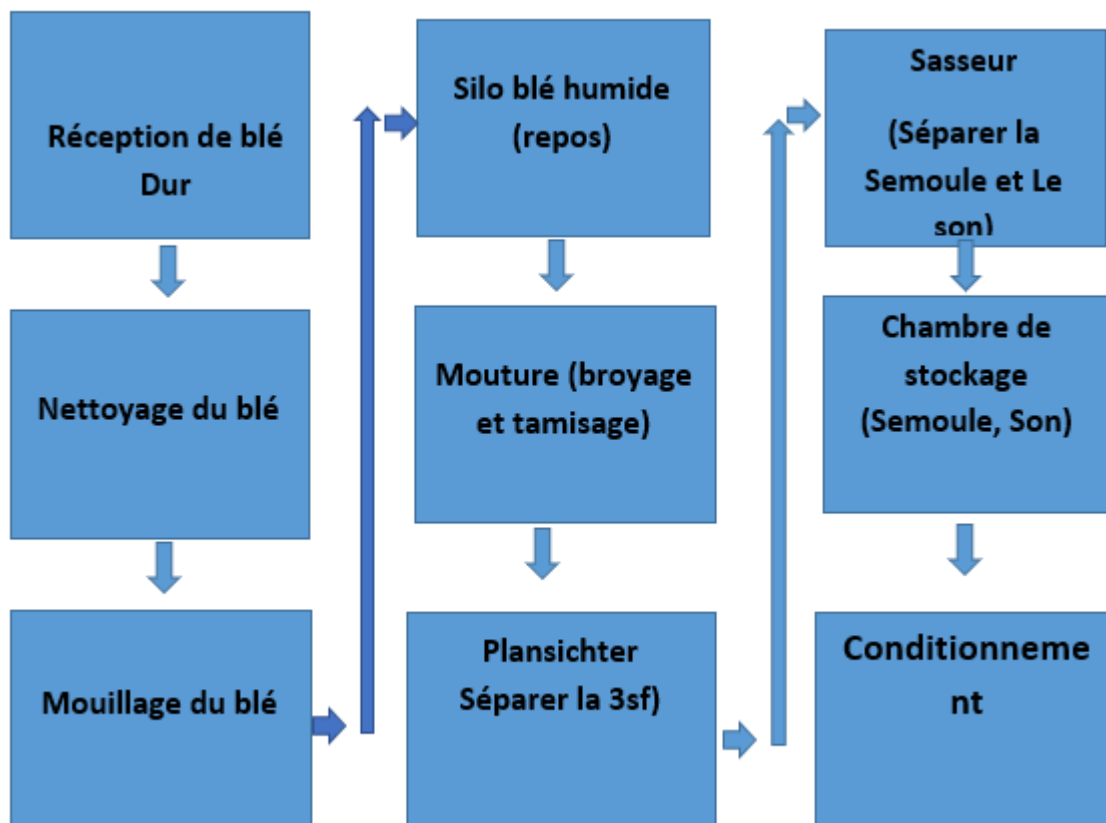 Réception de blé
Dur
Nettoyage du blé
Mouillage du blé
Silo blé humide
(repos)
Mouture (broyage
et tamisage)
Plansichter
Séparer la 3sf)
Sasseur
(Séparer la
Semoule et Le
son)
Chambre de
stockage
(Semoule, Son)
Conditionneme
nt